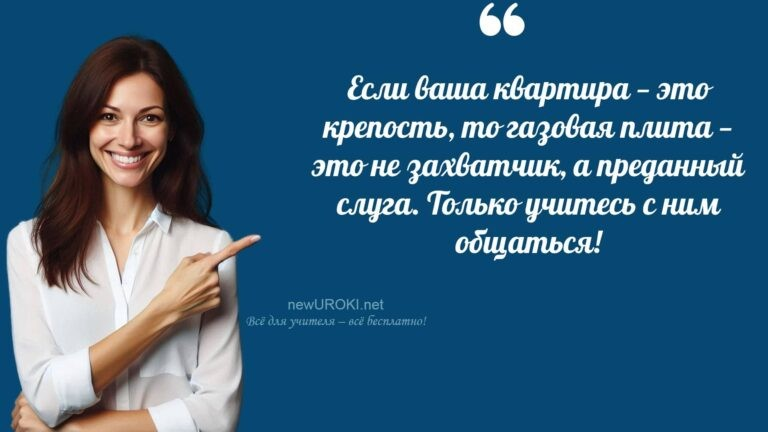 “
Если ваша квартира – это
крепость, то газовая плита –
это не захватчик, а преданный
слуга. Только учитесь с ним
общаться!
newUROKI.net
Всё для учителя – всё бесплатно!